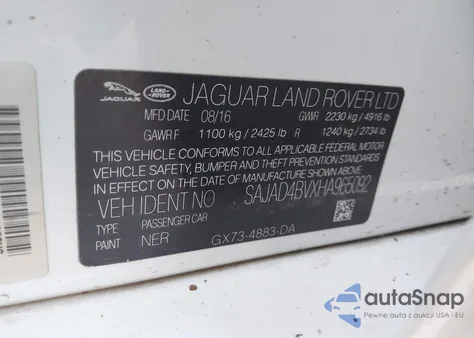 JAGUAR LAND-ROVER JAGUAR LAND ROVER LTD
MFD DATE 08/16 GVWR 2230 kg / 4916 lb
GAWR F 1100 kg / 2425 lb R 1240 kg / 2734 lb
THIS VEHICLE CONFORMS TO ALL APPLICABLE FEDERAL MOTOR
VEHICLE SAFETY, BUMPER AND THEFT PREVENTION STANDARDS
IN EFFECT ON THE DATE OF MANUFACTURE SHOWN ABOVE.
VEH IDENT NO SAJAD4BVXHA965092
TYPE PASSENGER CAR
PAINT NER GX73-4883-DA
autoSnap
Pewne auta z aukcji USA i EU